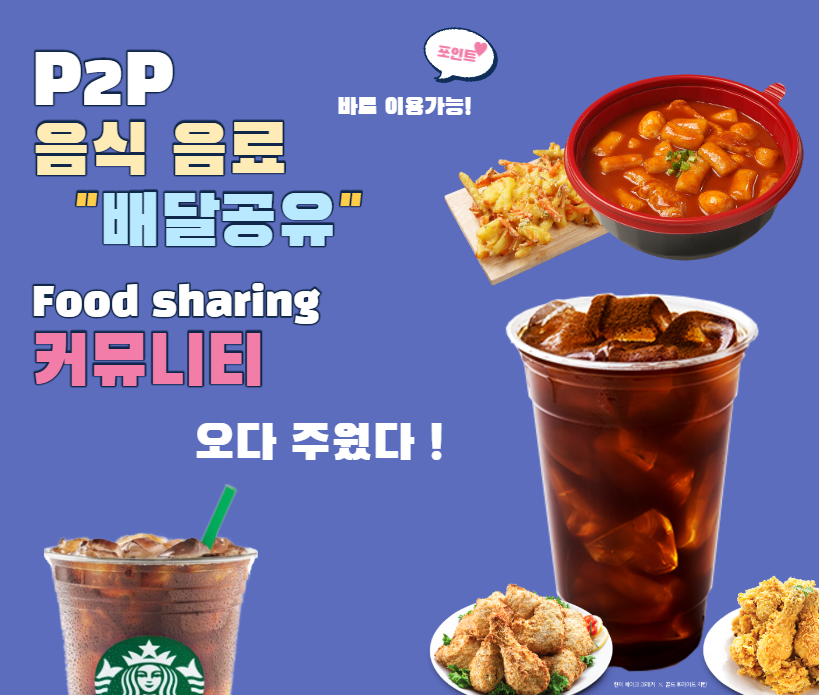 P2P
음식 음료
"배달공유"
Food sharing
커뮤니티
오다 주웠다 !
포인트
바르 이용가능!